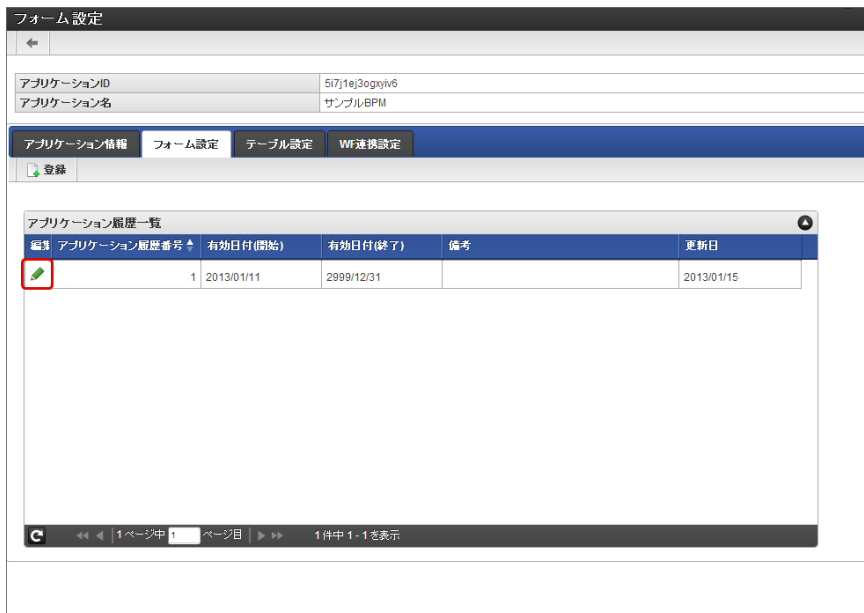 フォーム設定
アプリケーションID 5i7j1ej3ogxyiv6
アプリケーション名 サンプルBPM
アプリケーション情報 フォーム設定 テーブル設定 WF連携設定
登録
アプリケーション履歴一覧
編集 アプリケーション履歴番号 有効日付(開始) 有効日付(終了) 備考 更新日
1 2013/01/11 2999/12/31 2013/01/15
1ページ中 1 ページ目 1件中 1 - 1 を表示